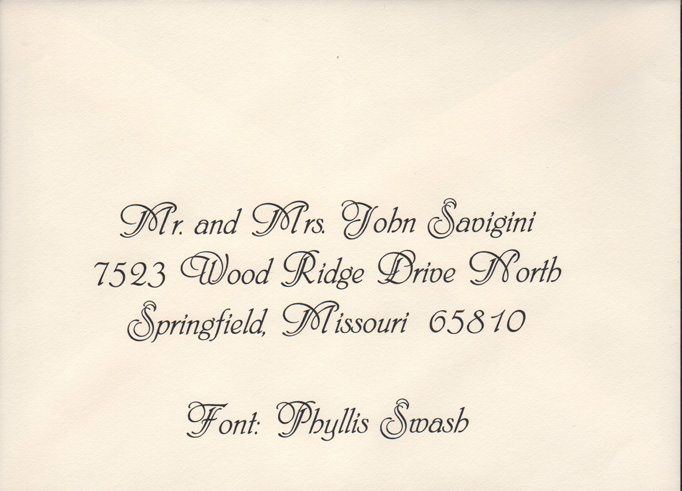 Mr. and Mrs. John Savigini
7523 Wood Ridge Drive North
Springfield, Missouri 65810
Font: Phyllis Swash